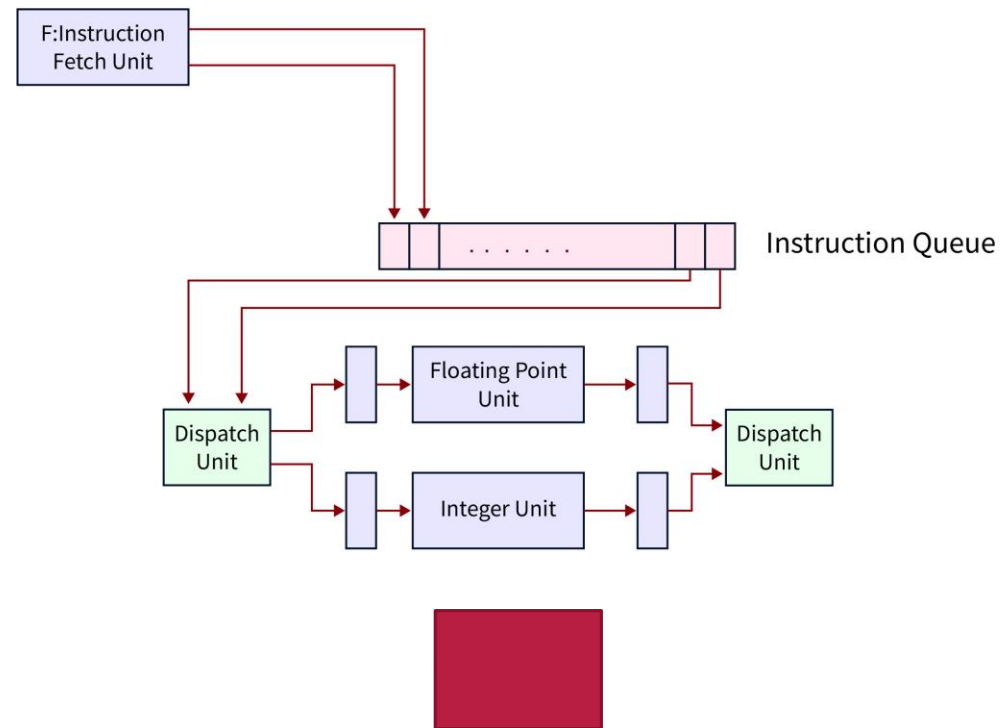 F:Instruction
Fetch Unit
. . . . . .
Instruction Queue
Floating Point
Unit
Dispatch
Unit
Dispatch
Unit
Integer Unit